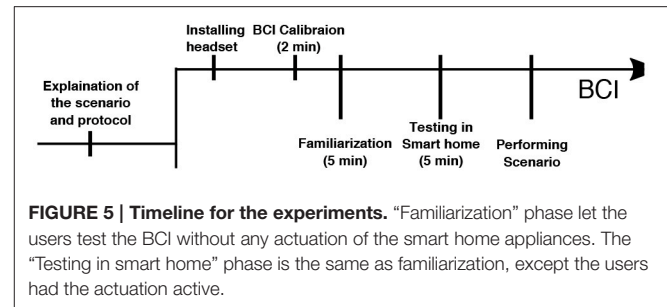 Installing
headset
BCI Calibraion
(2 min)
BCI
Explaination of
the scenario
and protocol
Familiarization
(5 min)
Testing in
Smart home
(5 min)
Performing
Scenario
FIGURE 5 | Timeline for the experiments. “Familiarization” phase let the
users test the BCI without any actuation of the smart home appliances. The
“Testing in smart home” phase is the same as familiarization, except the users
had the actuation active.